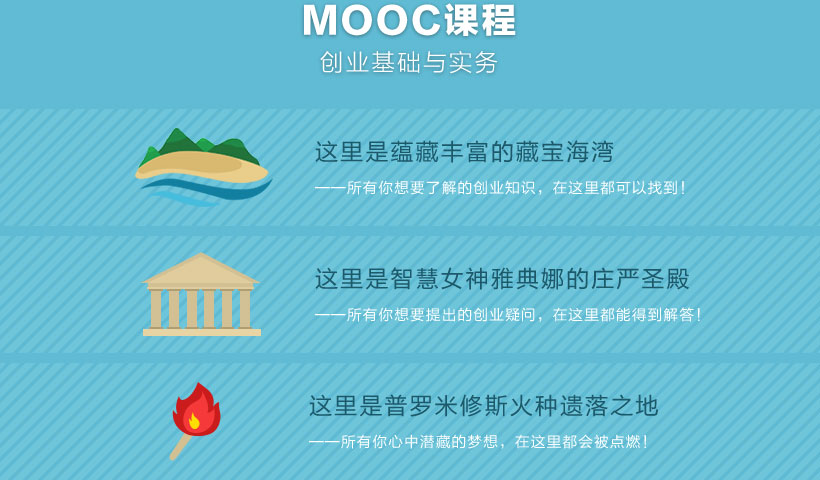 MOOC课程
创业基础与实务
这里是蕴藏丰富的藏宝海湾
——所有你想要了解的创业知识，在这里都可以找到！
这里是智慧女神雅典娜的庄严圣殿
——所有你想要提出的创业疑问，在这里都能得到解答！
这里是普罗米修斯火种遗落之地
——所有你心中潜藏的梦想，在这里都会被点燃！